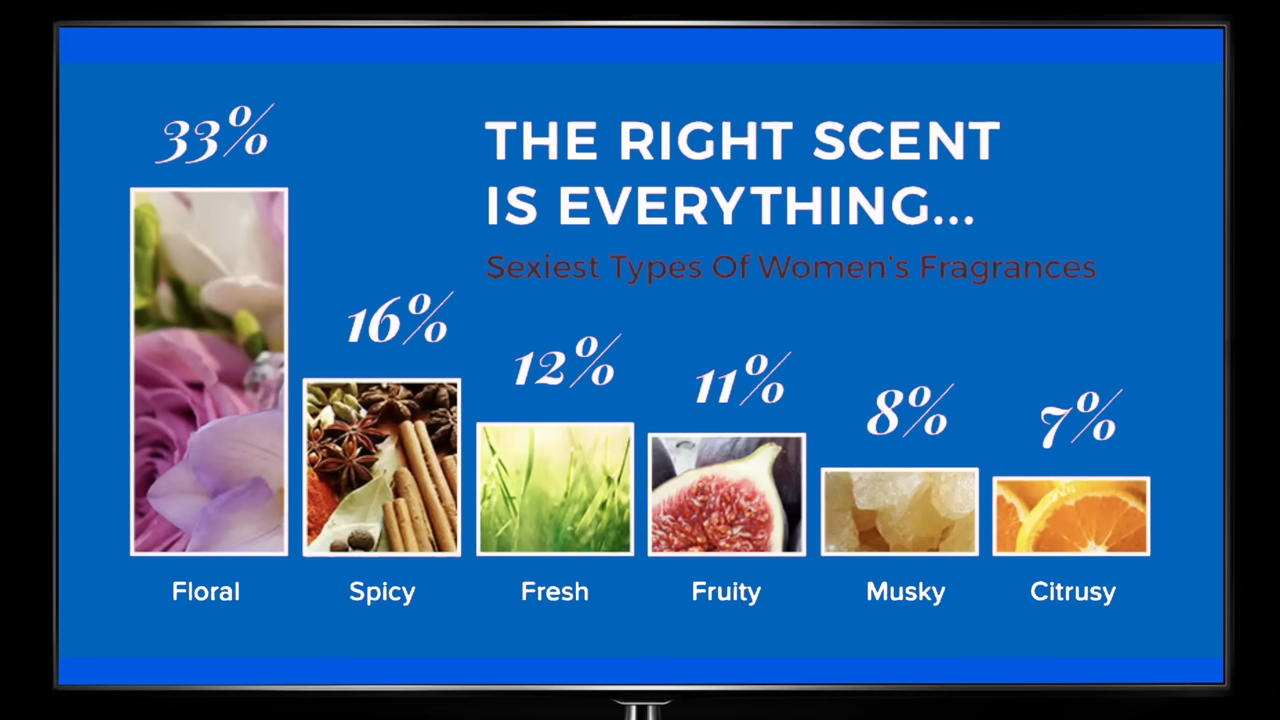 THE RIGHT SCENT
IS EVERYTHING...
Sexiest Types Of Women's Fragrances
33%
16%
12%
11%
8%
7%
Floral
Spicy
Fresh
Fruity
Musky
Citrusy